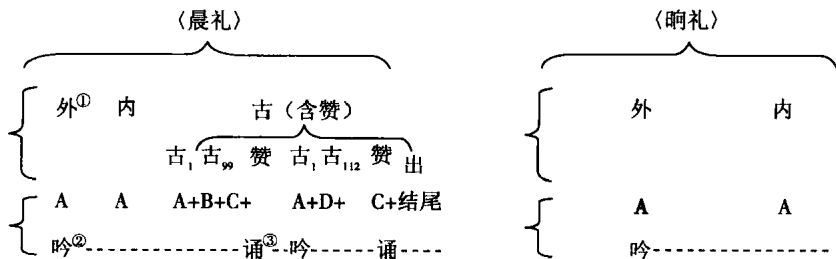 〈晨礼〉 〈晌礼〉
外① 内 古（含赞） 外 内
古₁ 古₉₉ 赞 古₁ 古₁₁₂ 赞 出
A A A+B+C+ A+D+ C+结尾 A A
吟②----------------诵③--吟------诵---- 吟----------------